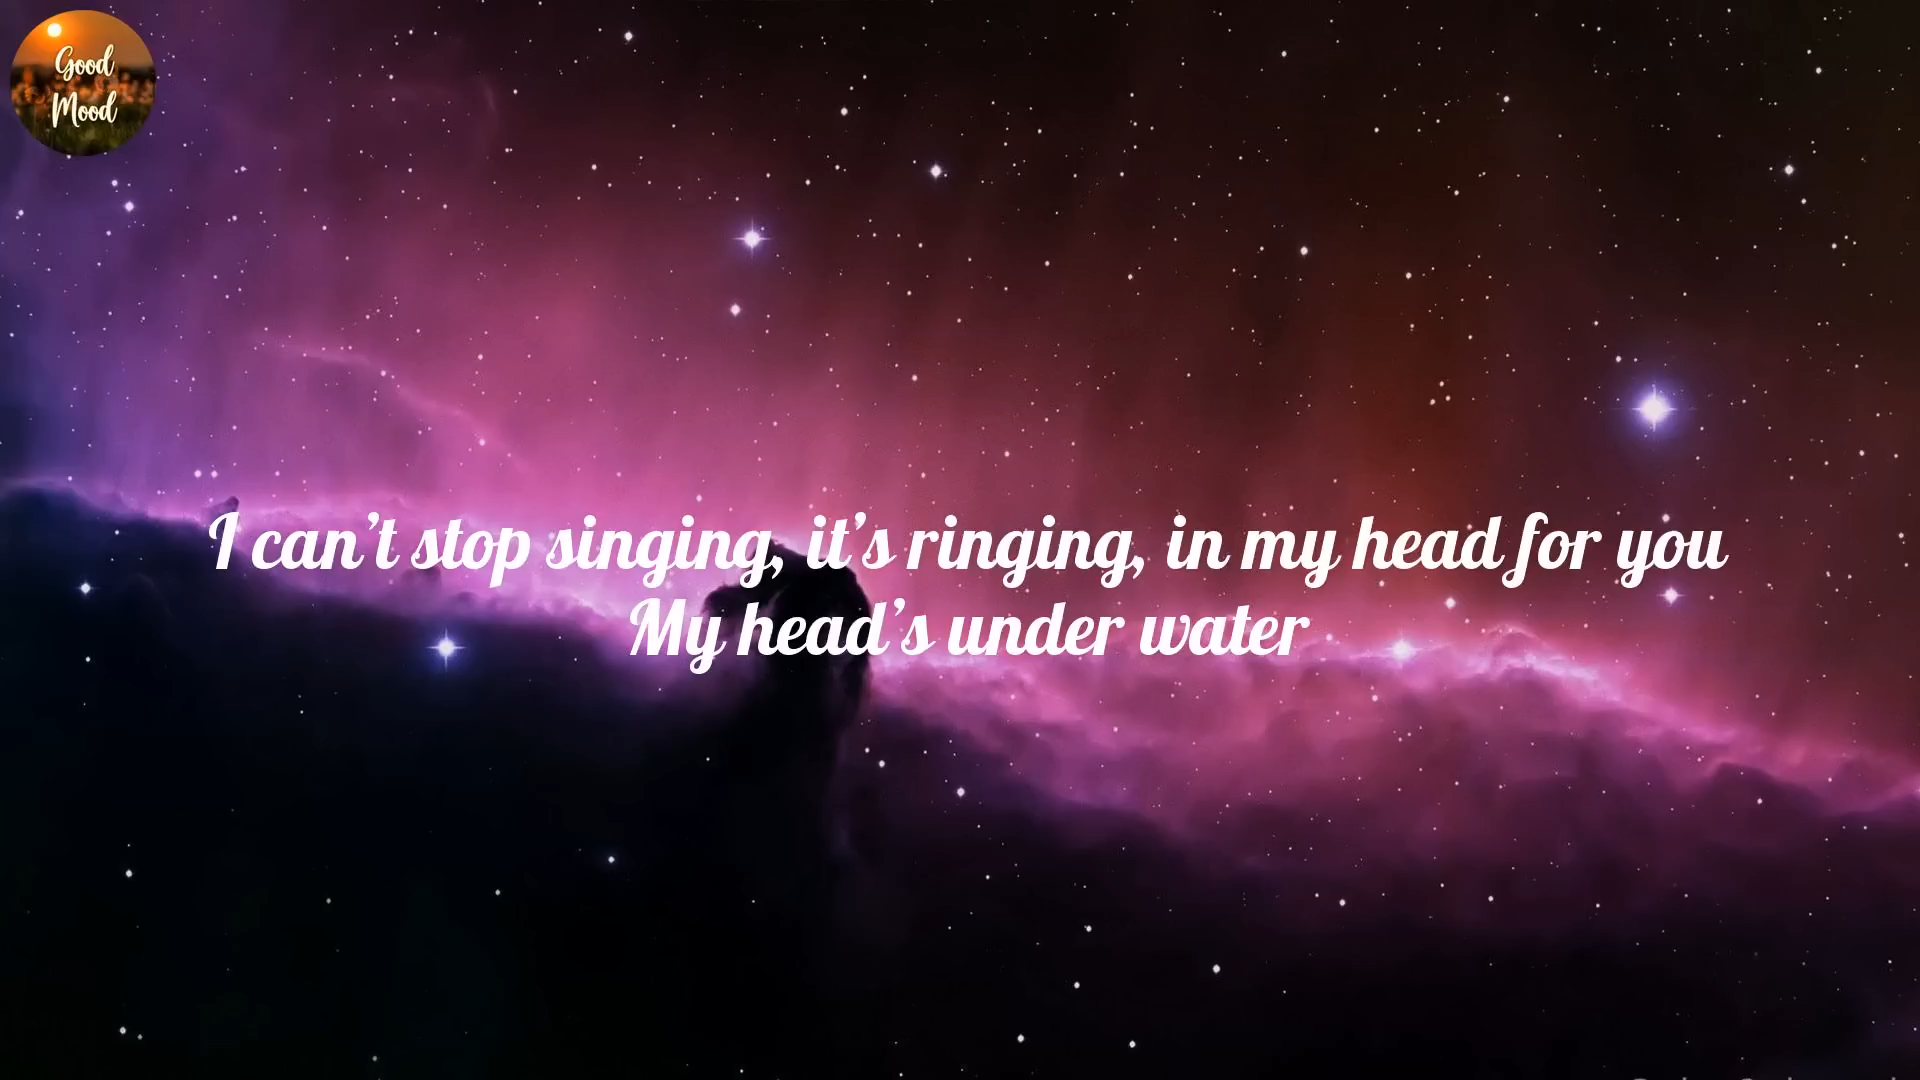 Good
Mood
I can’t stop singing, it’s ringing, in my head for you
My head’s under water